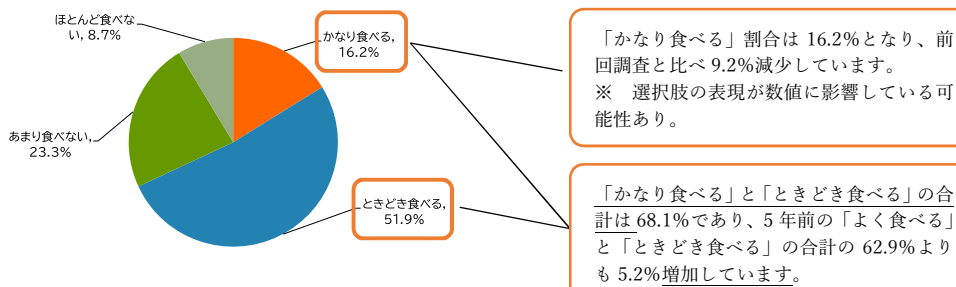 ほとんど食べな
い, 8.7%
かなり食べる,
16.2%
あまり食べない,
23.3%
ときどき食べる,
51.9%
「かなり食べる」割合は 16.2%となり、前
回調査と比べ 9.2%減少しています。
※　選択肢の表現が数値に影響している可
能性あり。
「かなり食べる」と「ときどき食べる」の合
計は 68.1%であり、5 年前の「よく食べる」
と「ときどき食べる」の合計の 62.9%より
も 5.2%増加しています。